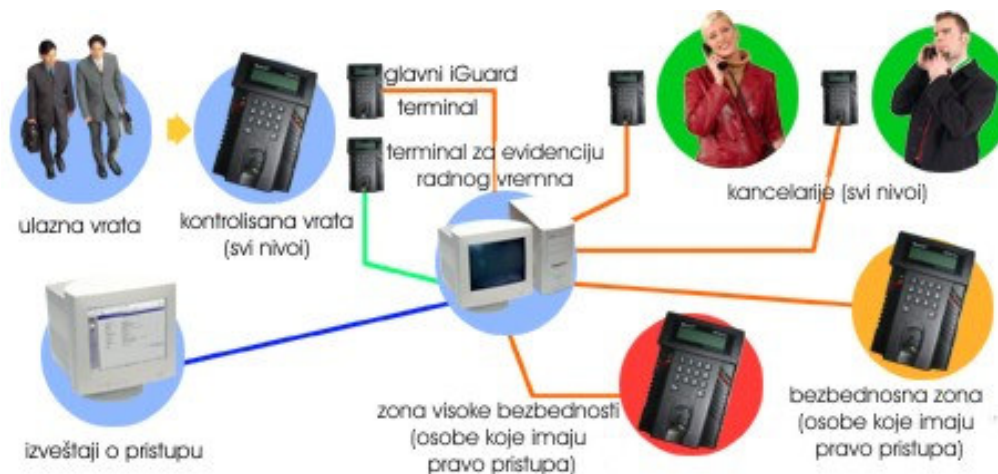 glavni iGuard
terminal
terminal za evidenciju
radnog vremna
ulazna vrata
kontrolisana vrata
(svi nivoi)
kancelarije (svi nivoi)
izveštaji o pristupu
zona visoke bezbednosti
(osobe koje imaju
pravo pristupa)
bezbednosna zona
(osobe koje imaju
pravo pristupa)